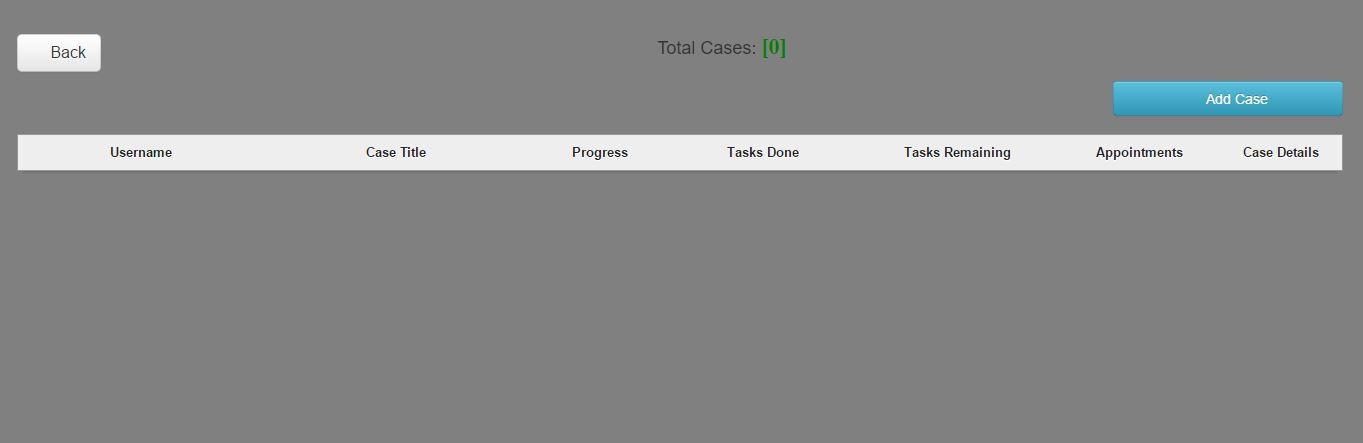 Back
Total Cases: [0]
Add Case
Username Case Title Progress Tasks Done Tasks Remaining Appointments Case Details